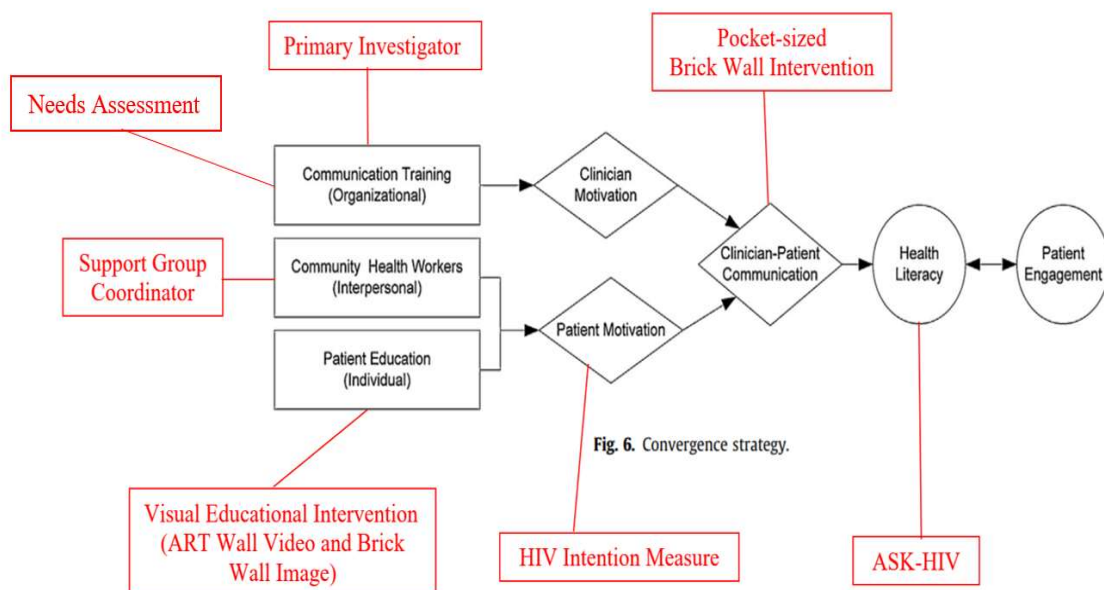 Primary Investigator
Pocket-sized
Brick Wall Intervention
Needs Assessment
Communication Training
(Organizational)
Clinician
Motivation
Support Group
Coordinator
Community Health Workers
(Interpersonal)
Clinician-Patient
Communication
Health
Literacy
Patient
Engagement
Patient Education
(Individual)
Patient Motivation
Fig. 6. Convergence strategy.
Visual Educational Intervention
(ART Wall Video and Brick
Wall Image)
HIV Intention Measure
ASK-HIV